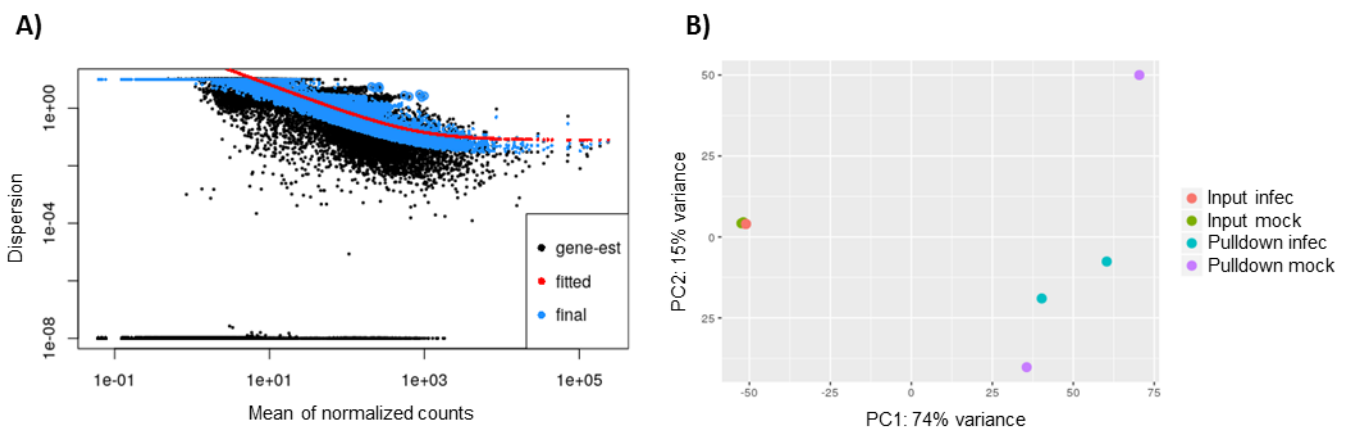 A)
B)
1e+00
1e-04
1e-08
Dispersion
gene-est
fitted
final
1e-01
1e+01
1e+03
1e+05
Mean of normalized counts
50
25
0
25
PC2: 15% variance
-50
-25
0
25
50
75
PC1: 74% variance
Input infec
Input mock
Pulldown infec
Pulldown mock